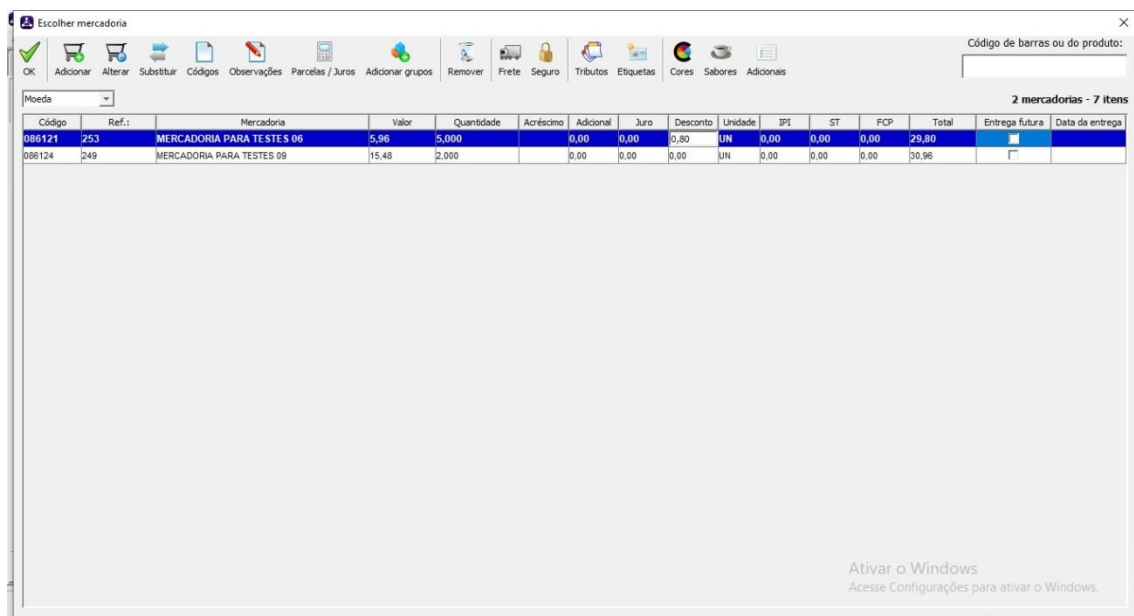 Escolher mercadoria
Código de barras ou do produto:
OK Adicionar Alterar Substituir Códigos Observações Parcelas / Juros Adicionar grupos Remover Frete Seguro Tributos Etiquetas Cores Sabores Adicionais
Moeda 2 mercadorias - 7 itens
Código Ref.: Mercadoria Valor Quantidade Acréscimo Adicional Juro Desconto Unidade IPI ST FCP Total Entrega futura Data da entrega
086121 253 MERCADORIA PARA TESTES 06 5,96 5,000 0,00 0,00 0,80 UN 0,00 0,00 0,00 29,80
086124 249 MERCADORIA PARA TESTES 09 15,48 2,000 0,00 0,00 0,00 UN 0,00 0,00 0,00 30,96
Ativar o Windows
Acesse Configurações para ativar o Windows.